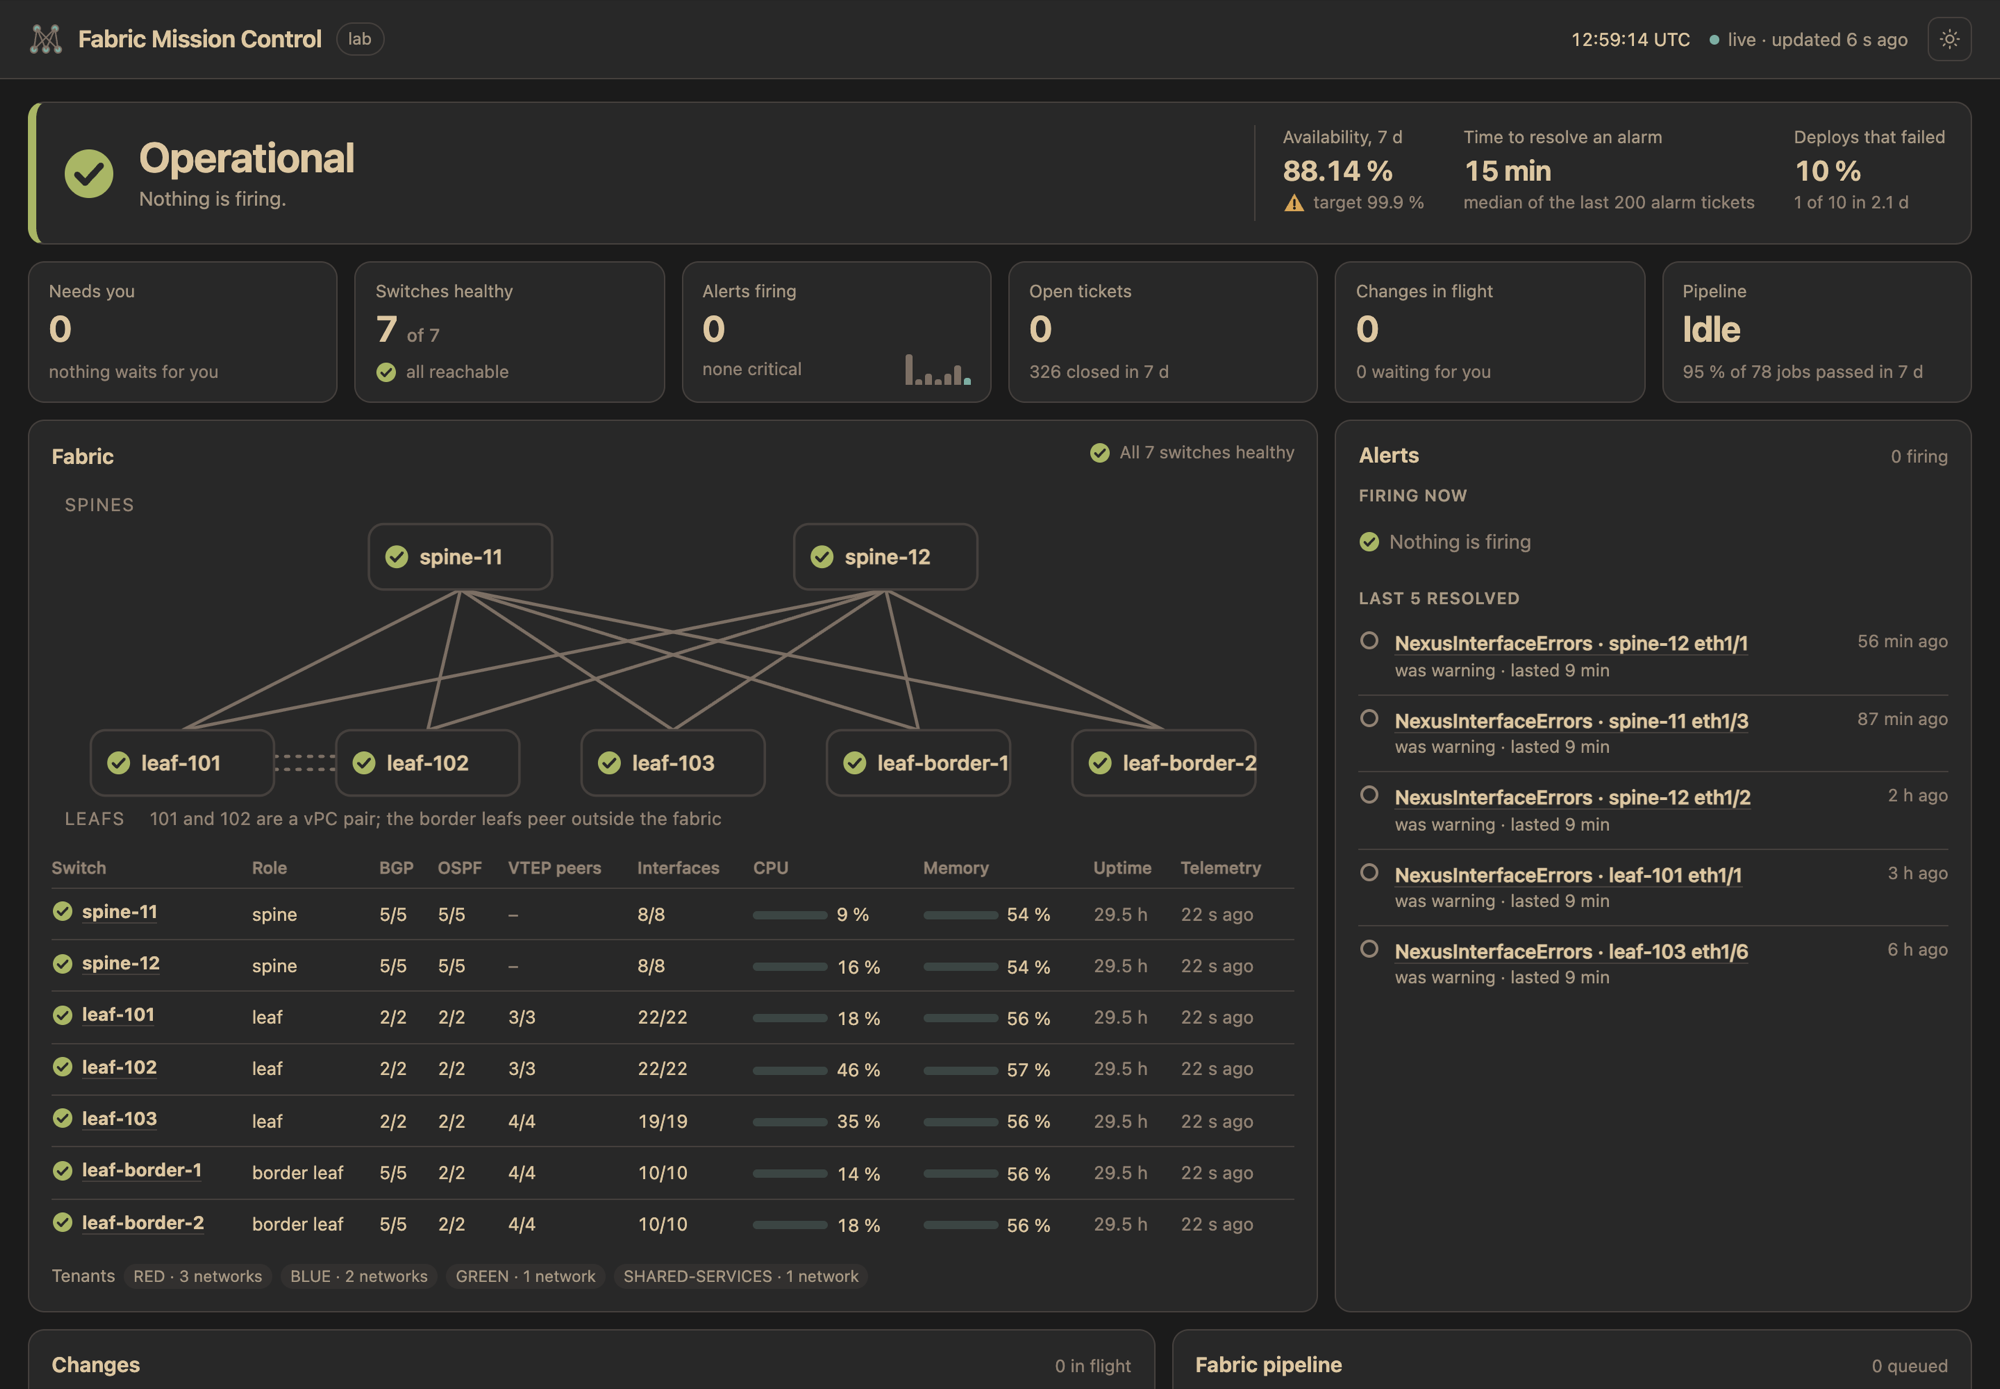 Fabric Mission Control lab
12:59:14 UTC live · updated 6 s ago
Operational
Nothing is firing.
Availability, 7 d
88.14 %
target 99.9 %
Time to resolve an alarm
15 min
median of the last 200 alarm tickets
Deploys that failed
10 %
1 of 10 in 2.1 d
Needs you
0
nothing waits for you
Switches healthy
7 of 7
all reachable
Alerts firing
0
none critical
Open tickets
0
326 closed in 7 d
Changes in flight
0
0 waiting for you
Pipeline
Idle
95 % of 78 jobs passed in 7 d
Fabric
All 7 switches healthy
SPINES
spine-11 spine-12
leaf-101 leaf-102 leaf-103 leaf-border-1 leaf-border-2
LEAFS 101 and 102 are a vPC pair; the border leafs peer outside the fabric
Switch Role BGP OSPF VTEP peers Interfaces CPU Memory Uptime Telemetry
spine-11 spine 5/5 5/5 – 8/8 9 % 54 % 29.5 h 22 s ago
spine-12 spine 5/5 5/5 – 8/8 16 % 54 % 29.5 h 22 s ago
leaf-101 leaf 2/2 2/2 3/3 22/22 18 % 56 % 29.5 h 22 s ago
leaf-102 leaf 2/2 2/2 3/3 22/22 46 % 57 % 29.5 h 22 s ago
leaf-103 leaf 2/2 2/2 4/4 19/19 35 % 56 % 29.5 h 22 s ago
leaf-border-1 border leaf 5/5 2/2 4/4 10/10 14 % 56 % 29.5 h 22 s ago
leaf-border-2 border leaf 5/5 2/2 4/4 10/10 18 % 56 % 29.5 h 22 s ago
Tenants RED · 3 networks BLUE · 2 networks GREEN · 1 network SHARED-SERVICES · 1 network
Alerts 0 firing
FIRING NOW
Nothing is firing
LAST 5 RESOLVED
NexusInterfaceErrors · spine-12 eth1/1 56 min ago
was warning · lasted 9 min
NexusInterfaceErrors · spine-11 eth1/3 87 min ago
was warning · lasted 9 min
NexusInterfaceErrors · spine-12 eth1/2 2 h ago
was warning · lasted 9 min
NexusInterfaceErrors · leaf-101 eth1/1 3 h ago
was warning · lasted 9 min
NexusInterfaceErrors · leaf-103 eth1/6 6 h ago
was warning · lasted 9 min
Changes 0 in flight
Fabric pipeline 0 queued